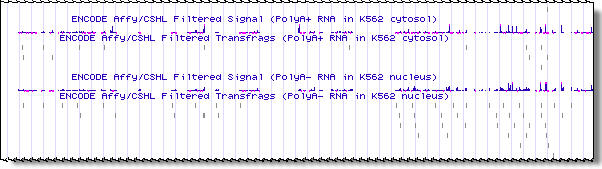 ENCODE Affy/CSHL Filtered Signal (PolyA+ RNA in K562 cytosol)
ENCODE Affy/CSHL Filtered Transfrags (PolyA+ RNA in K562 cytosol)
ENCODE Affy/CSHL Filtered Signal (PolyA- RNA in K562 nucleus)
ENCODE Affy/CSHL Filtered Transfrags (PolyA- RNA in K562 nucleus)